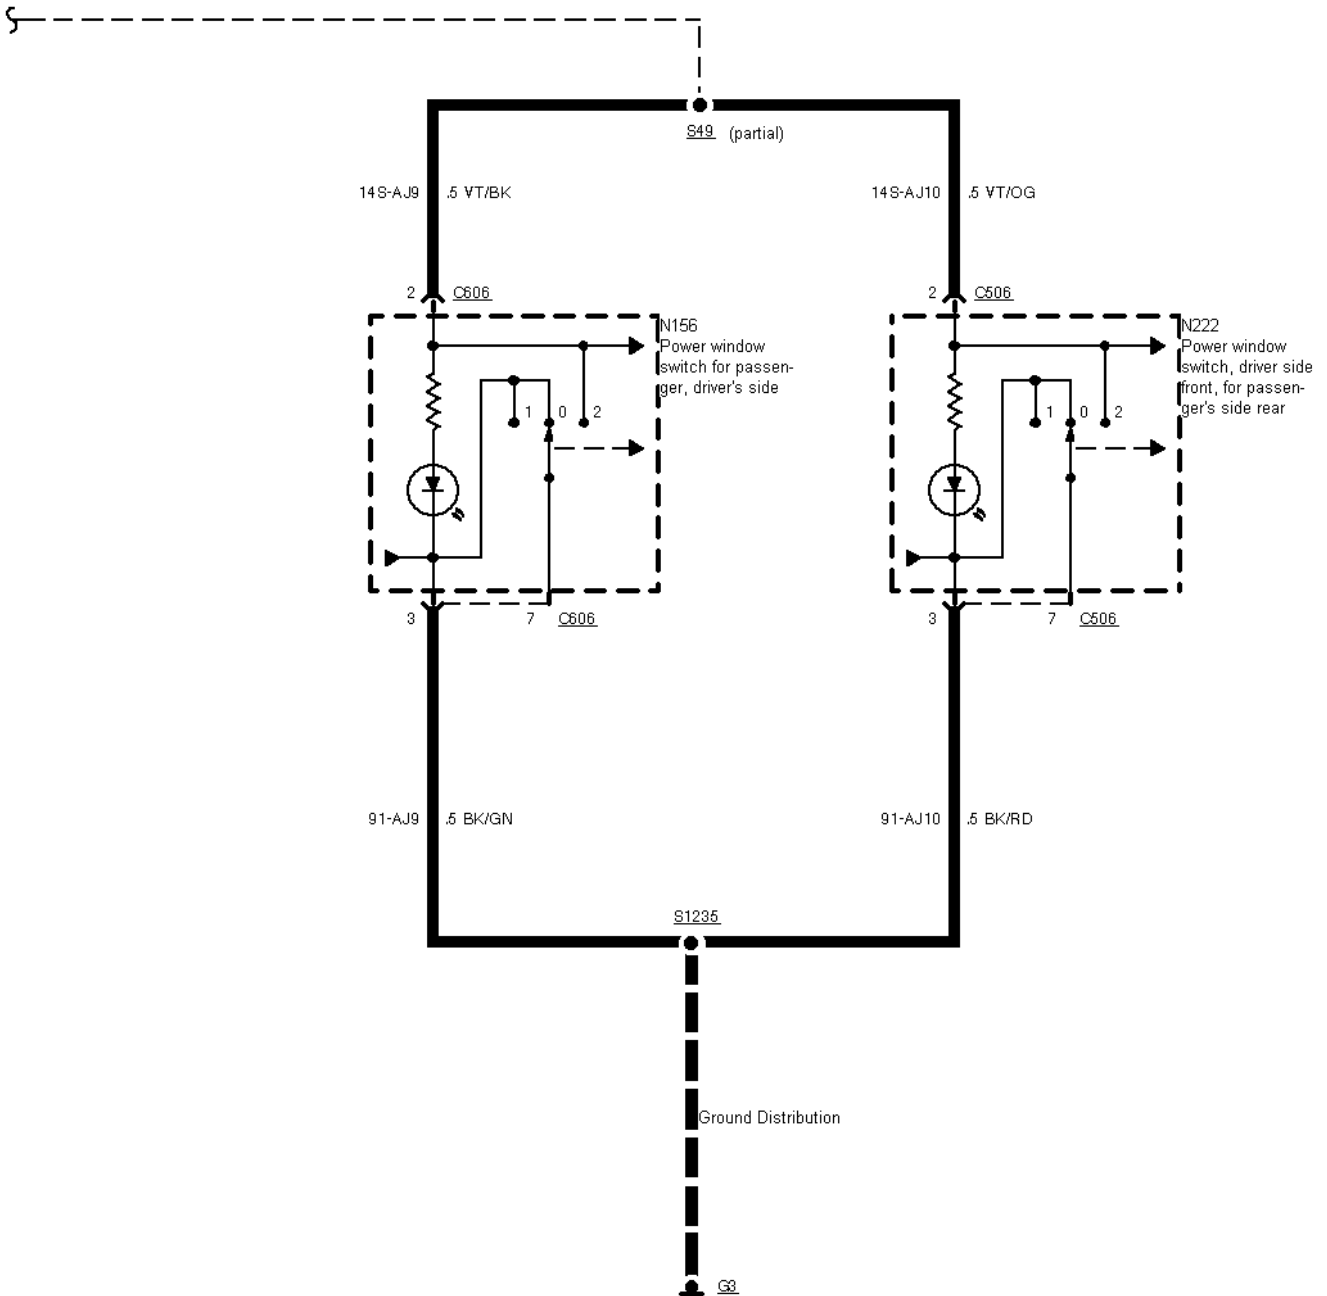 S49 (partial)
14S-AJ9 .5 VT/BK
14S-AJ10 .5 VT/OG
2 C606
2 C506
N156
Power window
switch for passen-
ger, driver's side
1 0 2
N222
Power window
switch, driver side
front, for passen-
ger's side rear
1 0 2
3 7 C606
3 7 C506
91-AJ9 .5 BK/GN
91-AJ10 .5 BK/RD
S1235
Ground Distribution
G3